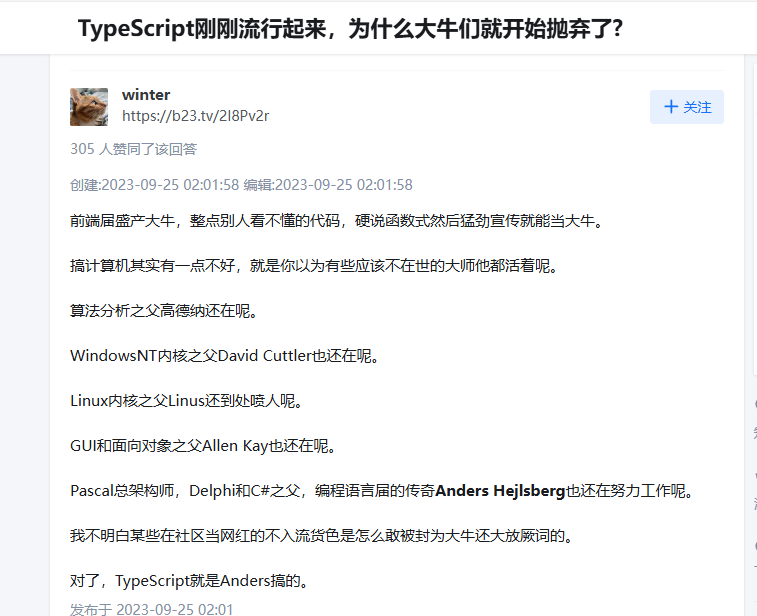 TypeScript刚刚流行起来，为什么大牛们就开始抛弃了?
winter
https://b23.tv/2l8Pv2r
+ 关注
305 人赞同了该回答
创建:2023-09-25 02:01:58 编辑:2023-09-25 02:01:58
前端届盛产大牛，整点别人看不懂的代码，硬说函数式然后猛劲宣传就能当大牛。
搞计算机其实有一点不好，就是你以为有些应该不在世的大师他都活着呢。
算法分析之父高德纳还在呢。
WindowsNT内核之父David Cuttler也还在呢。
Linux内核之父Linus还到处喷人呢。
GUI和面向对象之父Allen Kay也还在呢。
Pascal总架构师，Delphi和C#之父，编程语言届的传奇Anders Hejlsberg也还在努力工作呢。
我不明白某些在社区当网红的不入流货色是怎么敢被封为大牛还大放厥词的。
对了，TypeScript就是Anders搞的。
发布于 2023-09-25 02:01